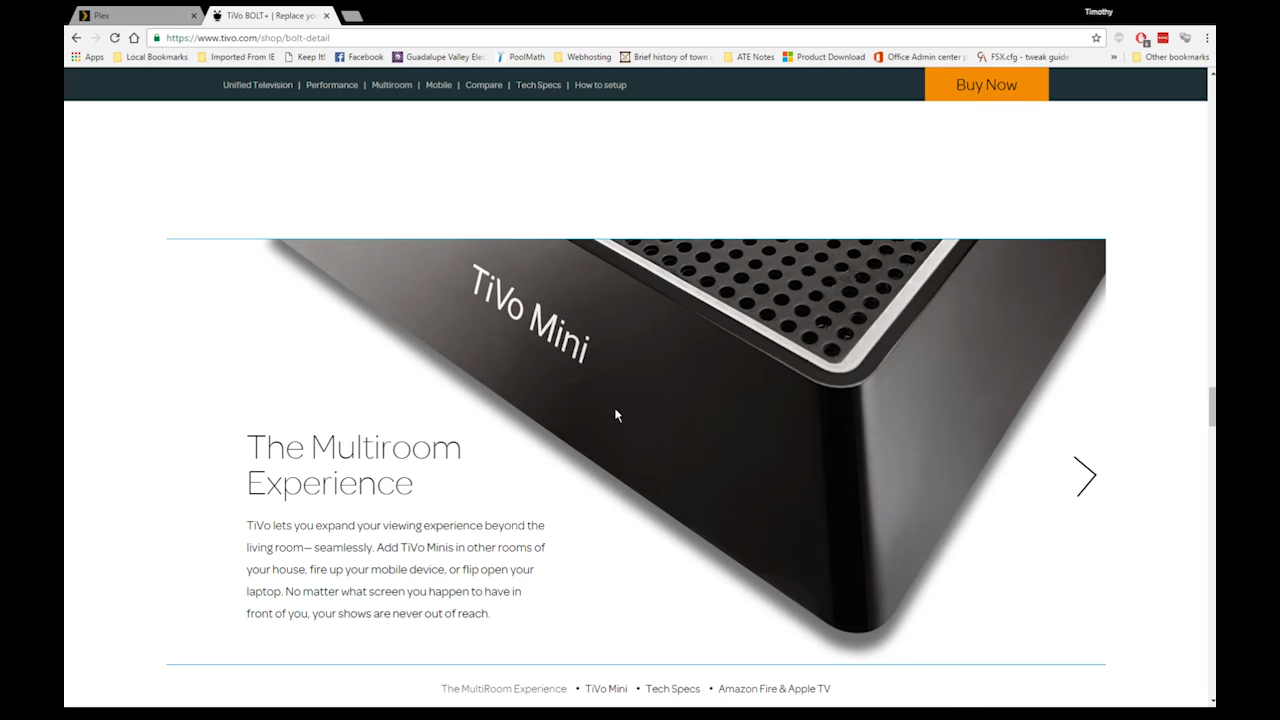 Plex
TiVo BOLT+ | Replace yo
Timothy
https://www.tivo.com/shop/bolt-detail
Apps Local Bookmarks Imported From IE Keep It! Facebook Guadalupe Valley Elec PoolMath Webhosting Brief history of town ATE Notes Product Download Office Admin center p FSX.cfg - tweak guide » Other bookmarks
Unified Television | Performance | Multiroom | Mobile | Compare | Tech Specs | How to setup
Buy Now
TiVo Mini
The Multiroom
Experience
TiVo lets you expand your viewing experience beyond the
living room— seamlessly. Add TiVo Minis in other rooms of
your house, fire up your mobile device, or flip open your
laptop. No matter what screen you happen to have in
front of you, your shows are never out of reach.
The MultiRoom Experience • TiVo Mini • Tech Specs • Amazon Fire & Apple TV